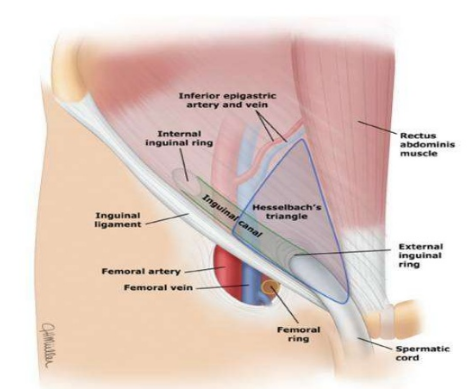 Inferior epigastric
artery and vein
Internal
inguinal ring
Rectus
abdominis
muscle
Hesselbach's
triangle
Inguinal canal
Inguinal
ligament
External
inguinal
ring
Femoral artery
Femoral vein
Femoral
ring
Spermatic
cord